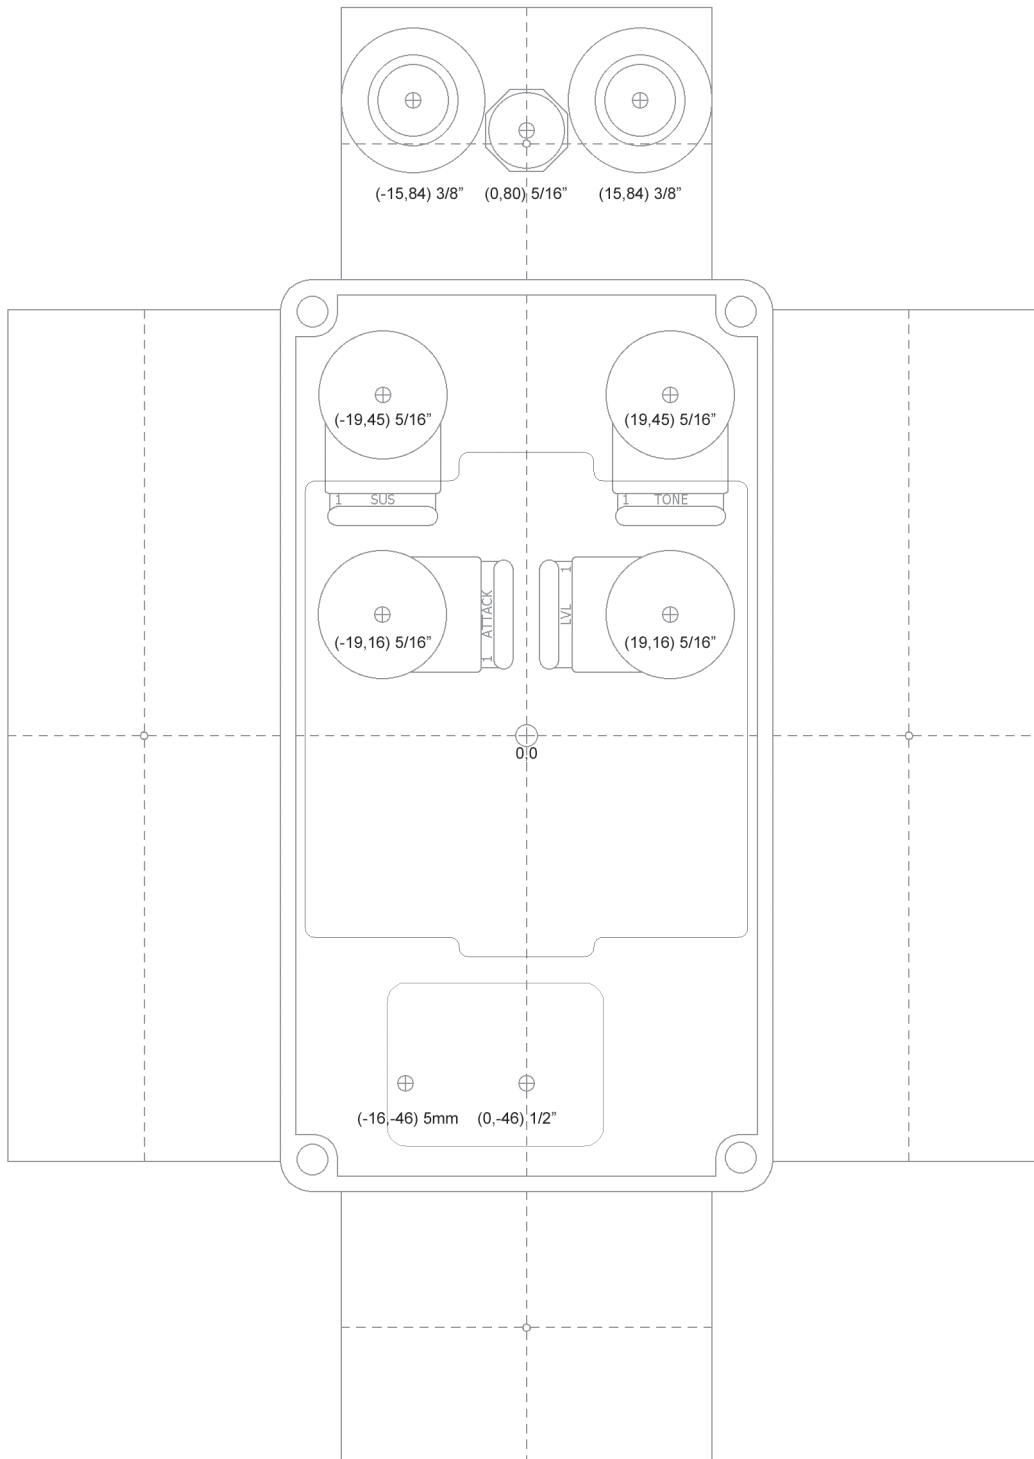 (-15,84) 3/8” (0,80) 5/16” (15,84) 3/8”
(-19,45) 5/16” (19,45) 5/16”
1 SUS 1 TONE
1 ATTACK
LVL 1
(-19,16) 5/16” (19,16) 5/16”
0,0
(-16,-46) 5mm (0,-46) 1/2”